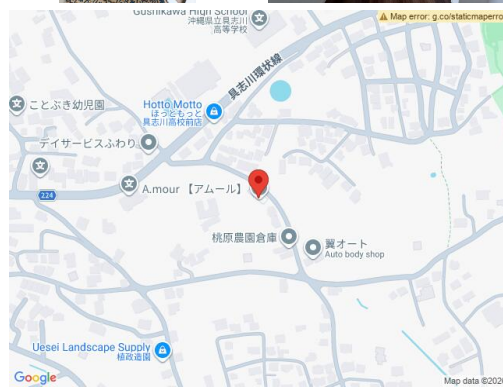 Gushikawa High School
沖縄県立具志川
高等学校
⚠ Map error: g.co/staticmaperro
具志川環状線
ことぶき幼児園
Hotto Motto
ほっともっと
具志川高校前店
デイサービスふわり
224
A.mour 【アムール】
桃原農園倉庫
翼オート
Auto body shop
Uesei Landscape Supply
植政造園
Google
Map data ©2026